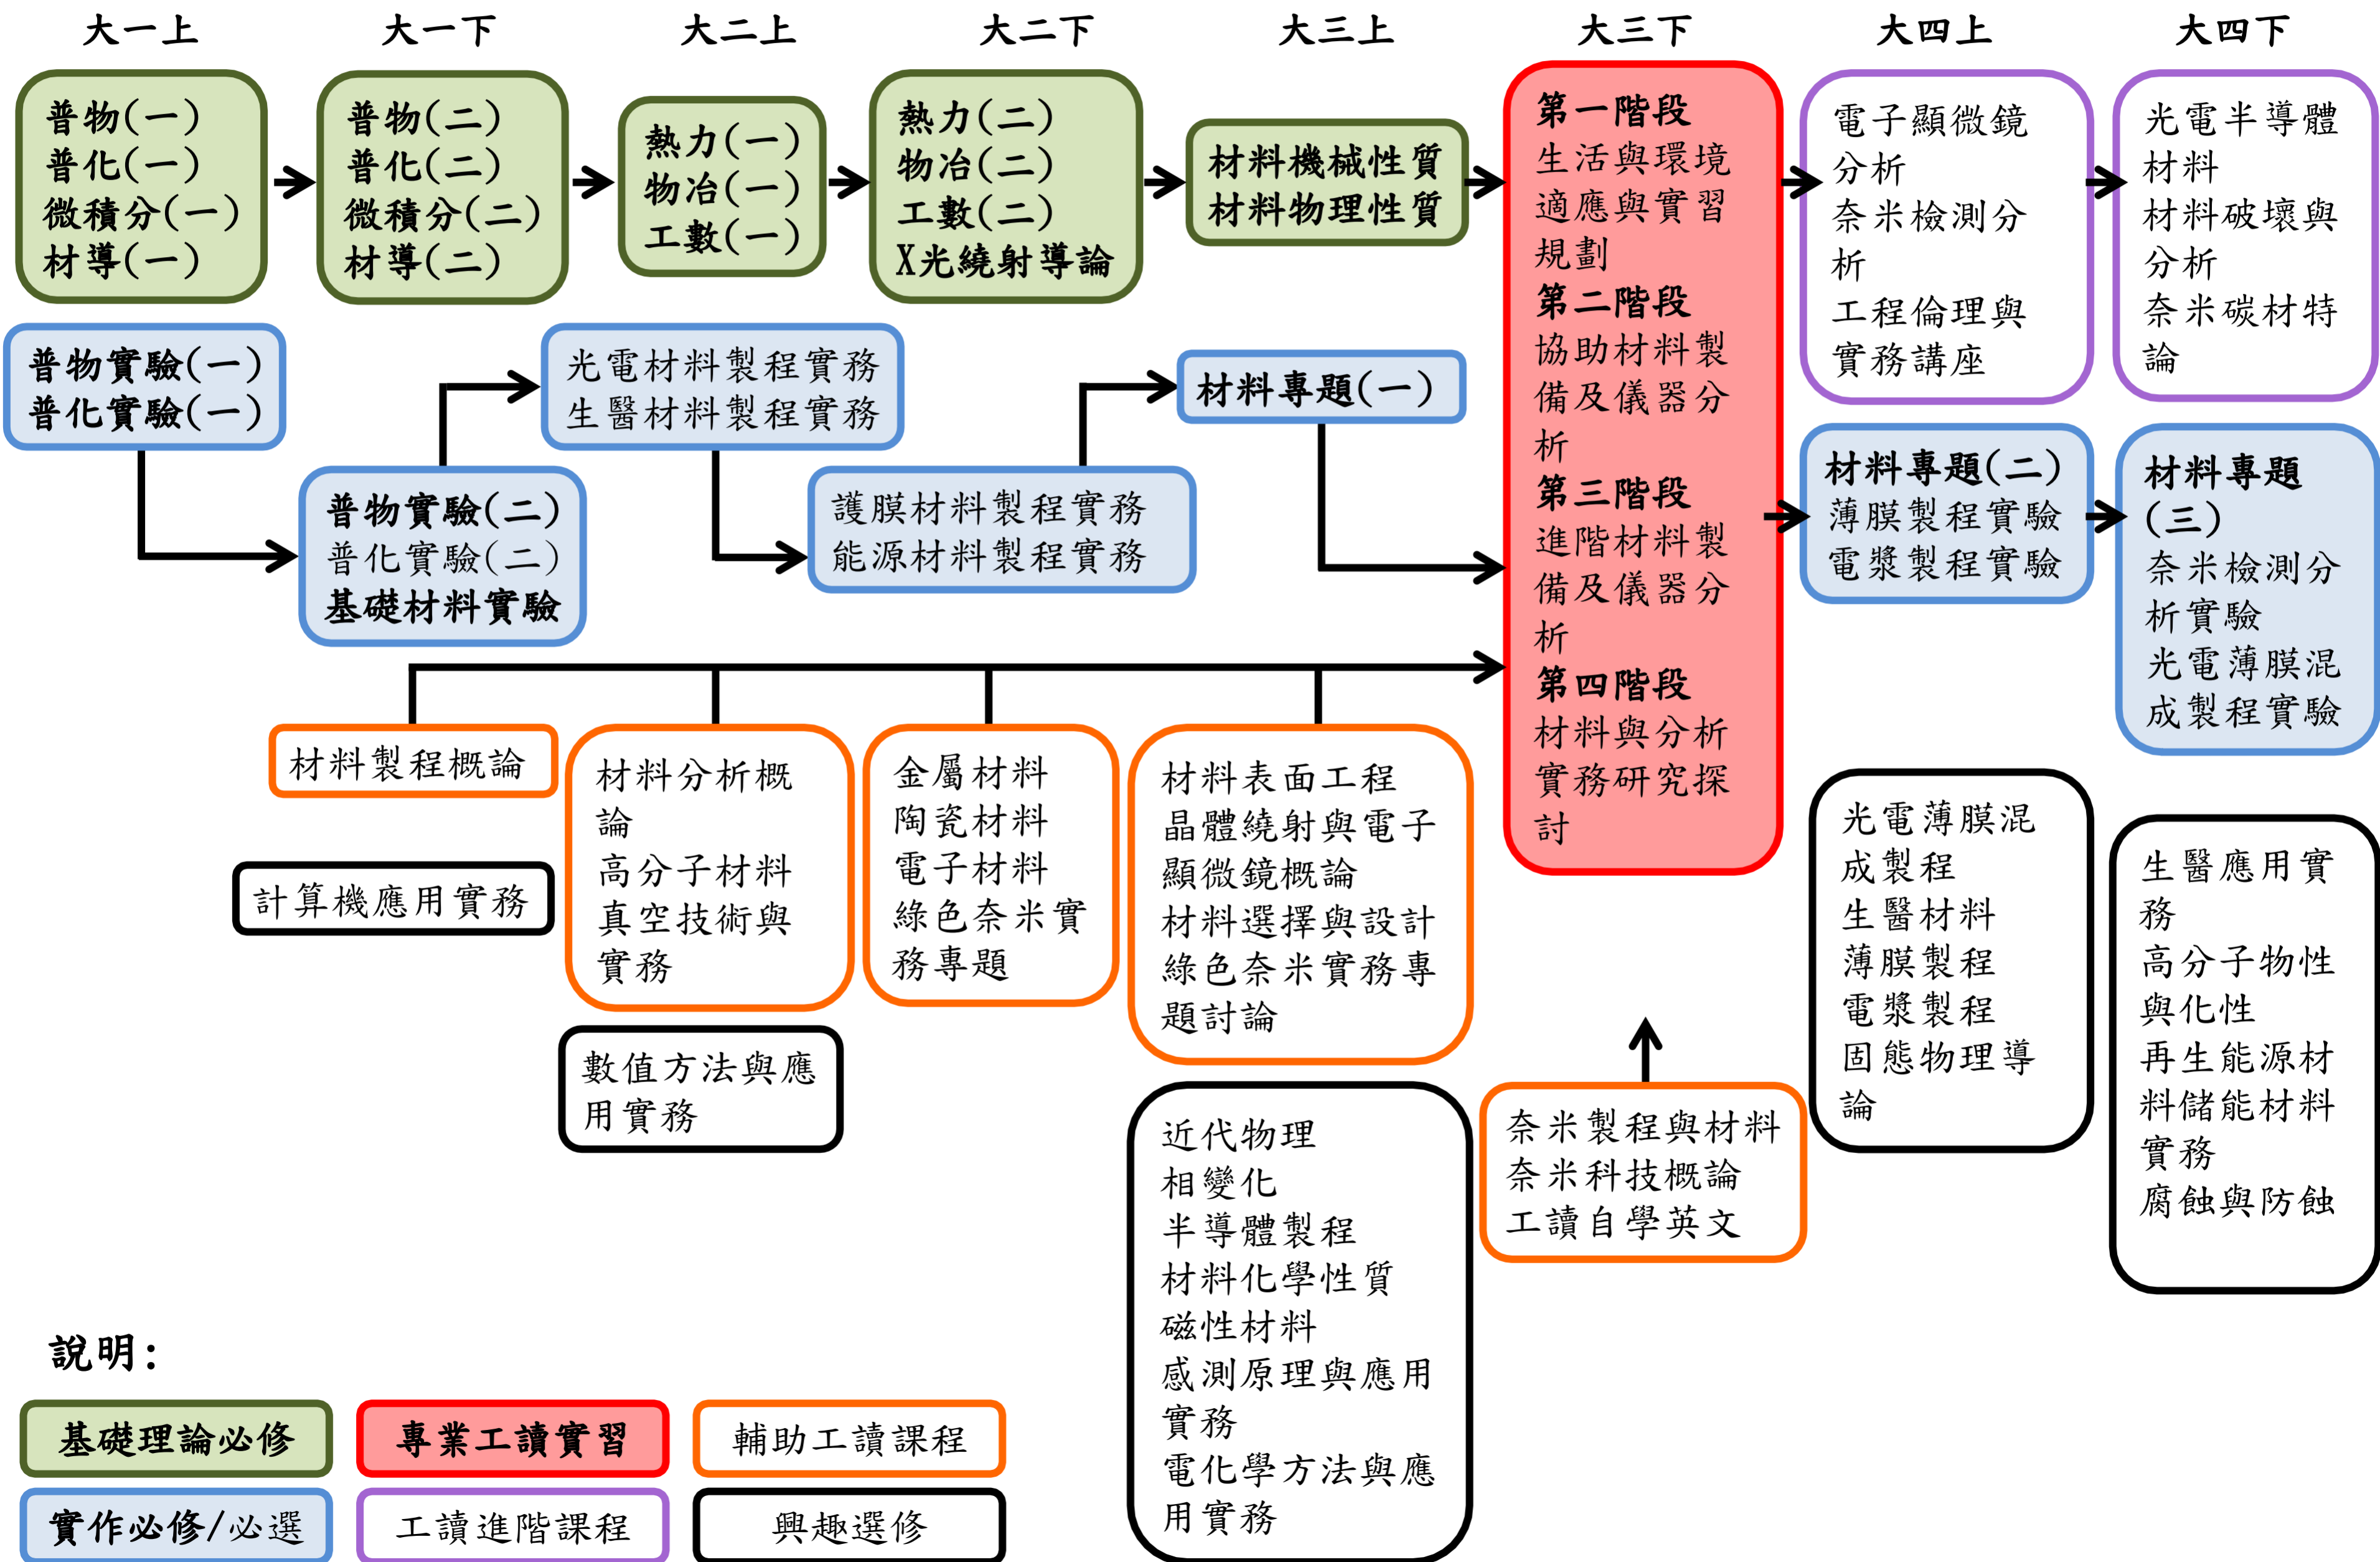 大一上
大一下
大二上
大二下
大三上
大三下
大四上
大四下
普物(一)
普化(一)
微積分(一)
材導(一)
普物(二)
普化(二)
微積分(二)
材導(二)
熱力(一)
物冶(一)
工數(一)
熱力(二)
物冶(二)
工數(二)
X光繞射導論
材料機械性質
材料物理性質
第一階段
生活與環境
適應與實習
規劃
第二階段
協助材料製
備及儀器分
析
第三階段
進階材料製
備及儀器分
析
第四階段
材料與分析
實務研究探
討
電子顯微鏡
分析
奈米檢測分
析
工程倫理與
實務講座
光電半導體
材料
材料破壞與
分析
奈米碳材特
論
普物實驗(一)
普化實驗(一)
普物實驗(二)
普化實驗(二)
基礎材料實驗
光電材料製程實務
生醫材料製程實務
護膜材料製程實務
能源材料製程實務
材料專題(一)
材料專題(二)
薄膜製程實驗
電漿製程實驗
材料專題
(三)
奈米檢測分
析實驗
光電薄膜混
成製程實驗
材料製程概論
計算機應用實務
材料分析概
論
高分子材料
真空技術與
實務
數值方法與應
用實務
金屬材料
陶瓷材料
電子材料
綠色奈米實
務專題
材料表面工程
晶體繞射與電子
顯微鏡概論
材料選擇與設計
綠色奈米實務專
題討論
近代物理
相變化
半導體製程
材料化學性質
磁性材料
感測原理與應用
實務
電化學方法與應
用實務
奈米製程與材料
奈米科技概論
工讀自學英文
光電薄膜混
成製程
生醫材料
薄膜製程
電漿製程
固態物理導
論
生醫應用實
務
高分子物性
與化性
再生能源材
料儲能材料
實務
腐蝕與防蝕
說明:
基礎理論必修
專業工讀實習
輔助工讀課程
實作必修/必選
工讀進階課程
興趣選修